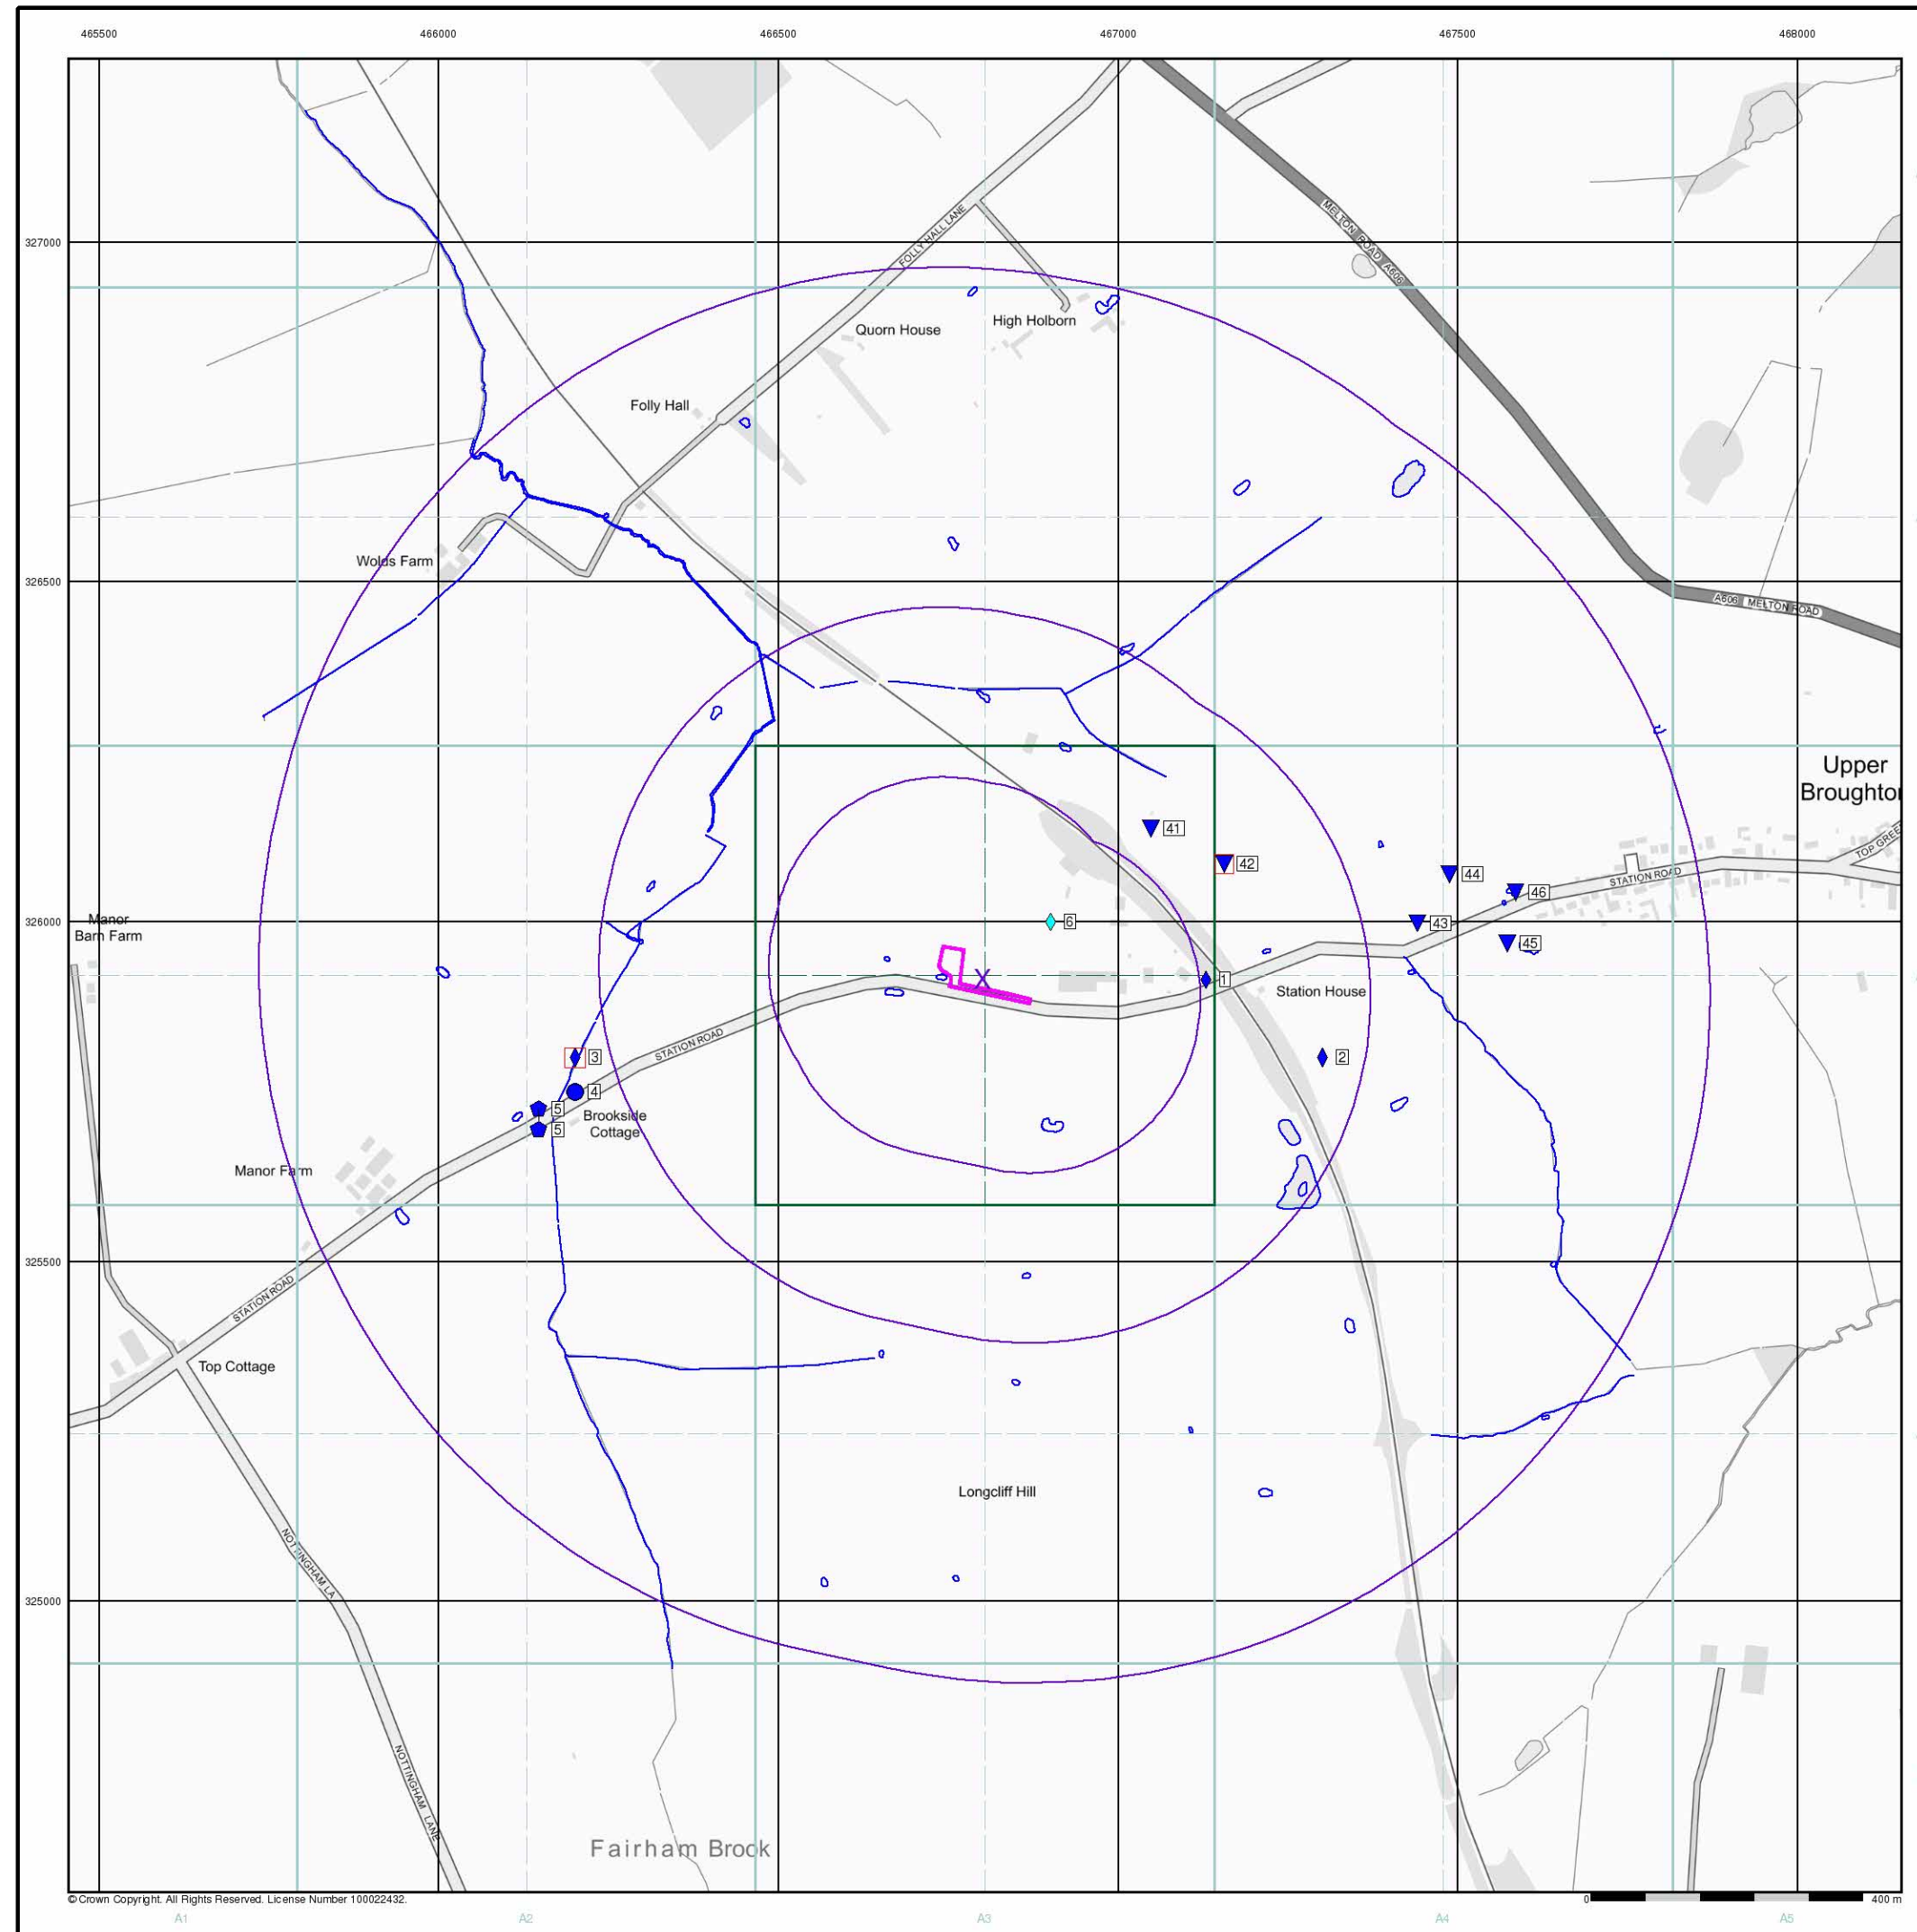 465500 466000 466500 467000 467500 468000
MELTON ROAD A606
327000
FOLLY HALL LANE
Quorn House
High Holborn
Folly Hall
Wolds Farm
326500
A606 MELTON ROAD
Upper
Broughton
41
42
44
46
STATION ROAD
TOP GREE
43
45
326000
Manor
Barn Farm
6
X
1
Station House
STATION ROAD
3
2
4
5
5
Brookside
Cottage
Manor Farm
325500
STATION ROAD
Top Cottage
Longcliff Hill
NOTTINGHAM LA
325000
NOTTINGHAM LANE
Fairham Brook
© Crown Copyright. All Rights Reserved. License Number 100022432.
0 400 m
A1 A2 A3 A4 A5